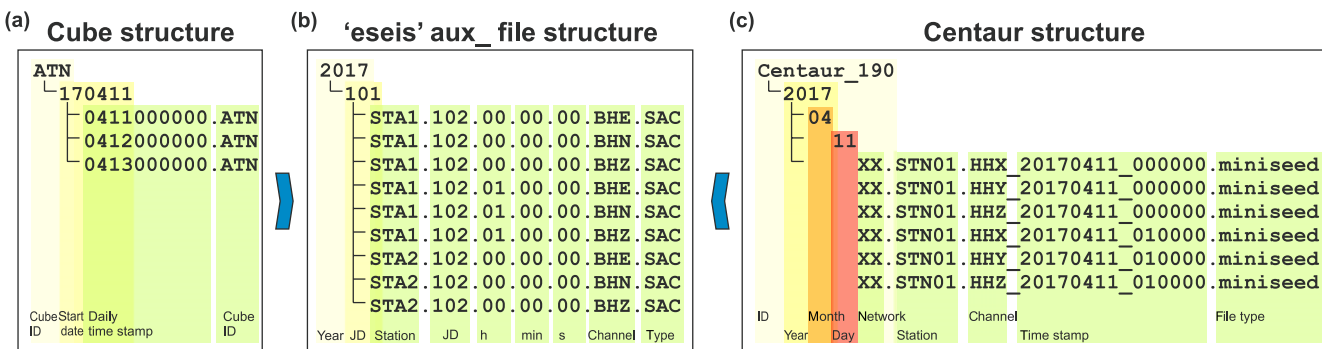 (a) Cube structure
ATN
170411
0411000000.ATN
0412000000.ATN
0413000000.ATN
Cube ID
Start date
Daily time stamp
Cube ID
(b) ‘eseis’ aux_ file structure
2017
101
STA1.102.00.00.00.BHE.SAC
STA1.102.00.00.00.BHN.SAC
STA1.102.00.00.00.BHZ.SAC
STA1.102.01.00.00.BHE.SAC
STA1.102.01.00.00.BHN.SAC
STA1.102.01.00.00.BHZ.SAC
STA2.102.00.00.00.BHE.SAC
STA2.102.00.00.00.BHN.SAC
STA2.102.00.00.00.BHZ.SAC
Year JD Station JD h min s Channel Type
(c) Centaur structure
Centaur_190
2017
04
11
XX.STN01.HHX_20170411_000000.miniseed
XX.STN01.HHY_20170411_000000.miniseed
XX.STN01.HHZ_20170411_000000.miniseed
XX.STN01.HHX_20170411_010000.miniseed
XX.STN01.HHY_20170411_010000.miniseed
XX.STN01.HHZ_20170411_010000.miniseed
ID Month Network Channel File type
Year Day Station Time stamp